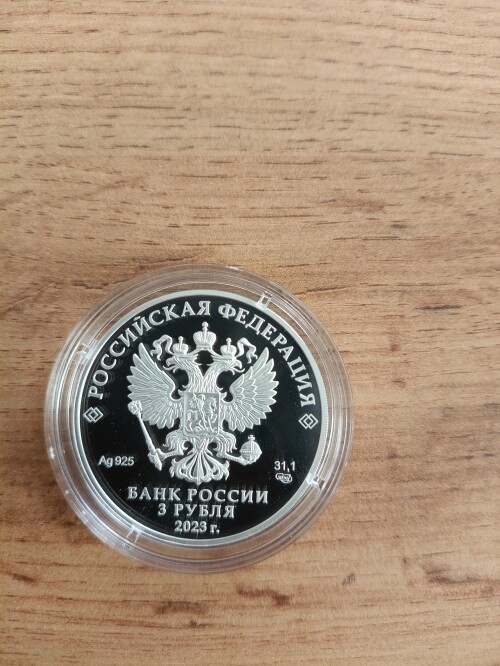 РОССИЙСКАЯ ФЕДЕРАЦИЯ
Ag 925
31,1
БАНК РОССИИ
3 РУБЛЯ
2023 г.